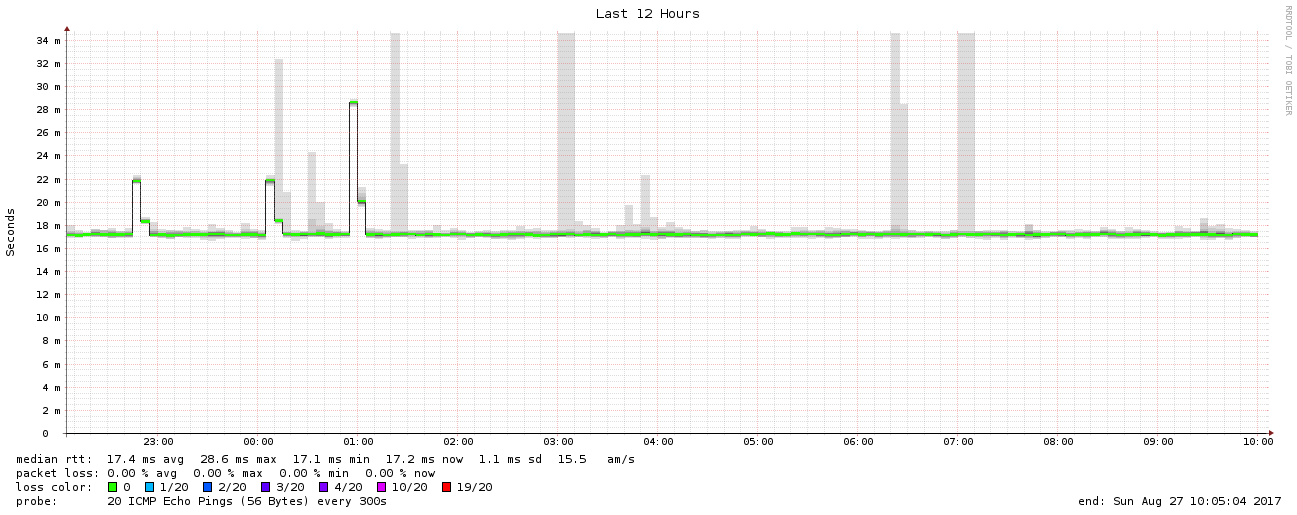 Last 12 Hours
RRDTOOL / TOBI OETIKER
Seconds
34 m
32 m
30 m
28 m
26 m
24 m
22 m
20 m
18 m
16 m
14 m
12 m
10 m
8 m
6 m
4 m
2 m
0
23:00 00:00 01:00 02:00 03:00 04:00 05:00 06:00 07:00 08:00 09:00 10:00
median rtt: 17.4 ms avg 28.6 ms max 17.1 ms min 17.2 ms now 1.1 ms sd 15.5 am/s
packet loss: 0.00 % avg 0.00 % max 0.00 % min 0.00 % now
loss color: 0 1/20 2/20 3/20 4/20 10/20 19/20
probe: 20 ICMP Echo Pings (56 Bytes) every 300s end: Sun Aug 27 10:05:04 2017